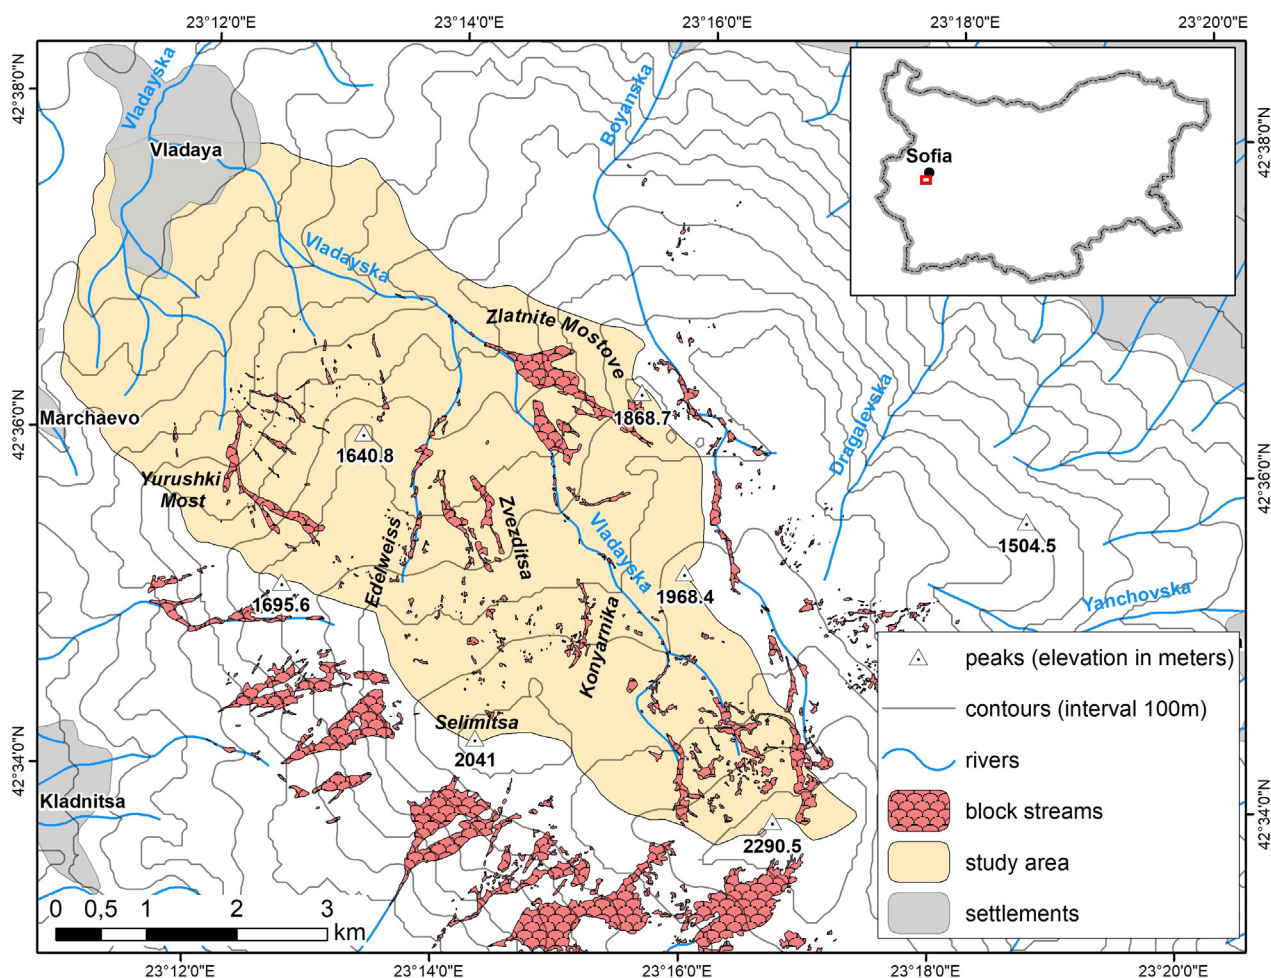 23°12'0"E
23°14'0"E
23°16'0"E
23°18'0"E
23°20'0"E
42°38'0"N
42°36'0"N
42°34'0"N
42°38'0"N
42°36'0"N
42°34'0"N
Vladayska
Vladaya
Boyanska
Sofia
Vladayska
Zlatnite Mostove
1868.7
Dragalevska
Marchaevo
1640.8
Yurushki
Most
Edelweiss
Zvezditsa
Vladayska
1504.5
1968.4
1695.6
Yanchovska
Konyarnika
Selimitsa
2041
Kladnitsa
2290.5
peaks (elevation in meters)
contours (interval 100m)
rivers
block streams
study area
settlements
0 0,5 1 2 3
km
23°12'0"E
23°14'0"E
23°16'0"E
23°18'0"E
23°20'0"E